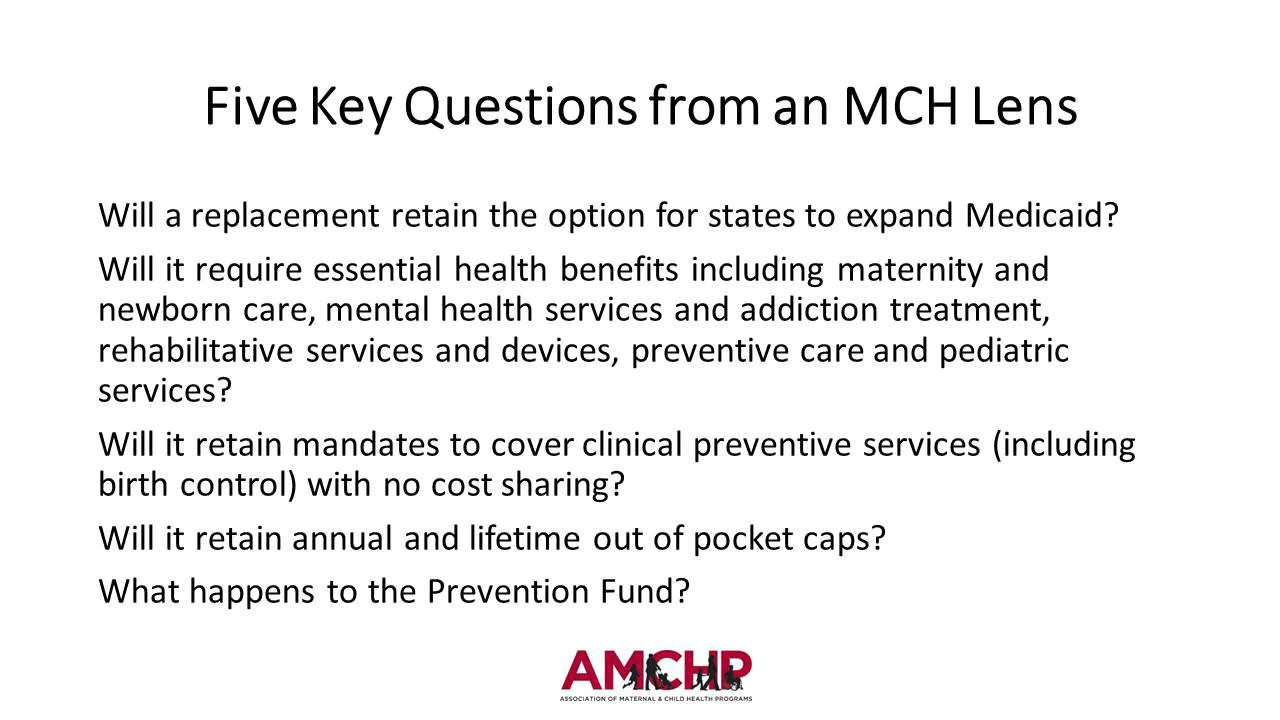 Five Key Questions from an MCH Lens
Will a replacement retain the option for states to expand Medicaid?
Will it require essential health benefits including maternity and
newborn care, mental health services and addiction treatment,
rehabilitative services and devices, preventive care and pediatric
services?
Will it retain mandates to cover clinical preventive services (including
birth control) with no cost sharing?
Will it retain annual and lifetime out of pocket caps?
What happens to the Prevention Fund?
AMCHP
ASSOCIATION OF MATERNAL & CHILD HEALTH PROGRAMS